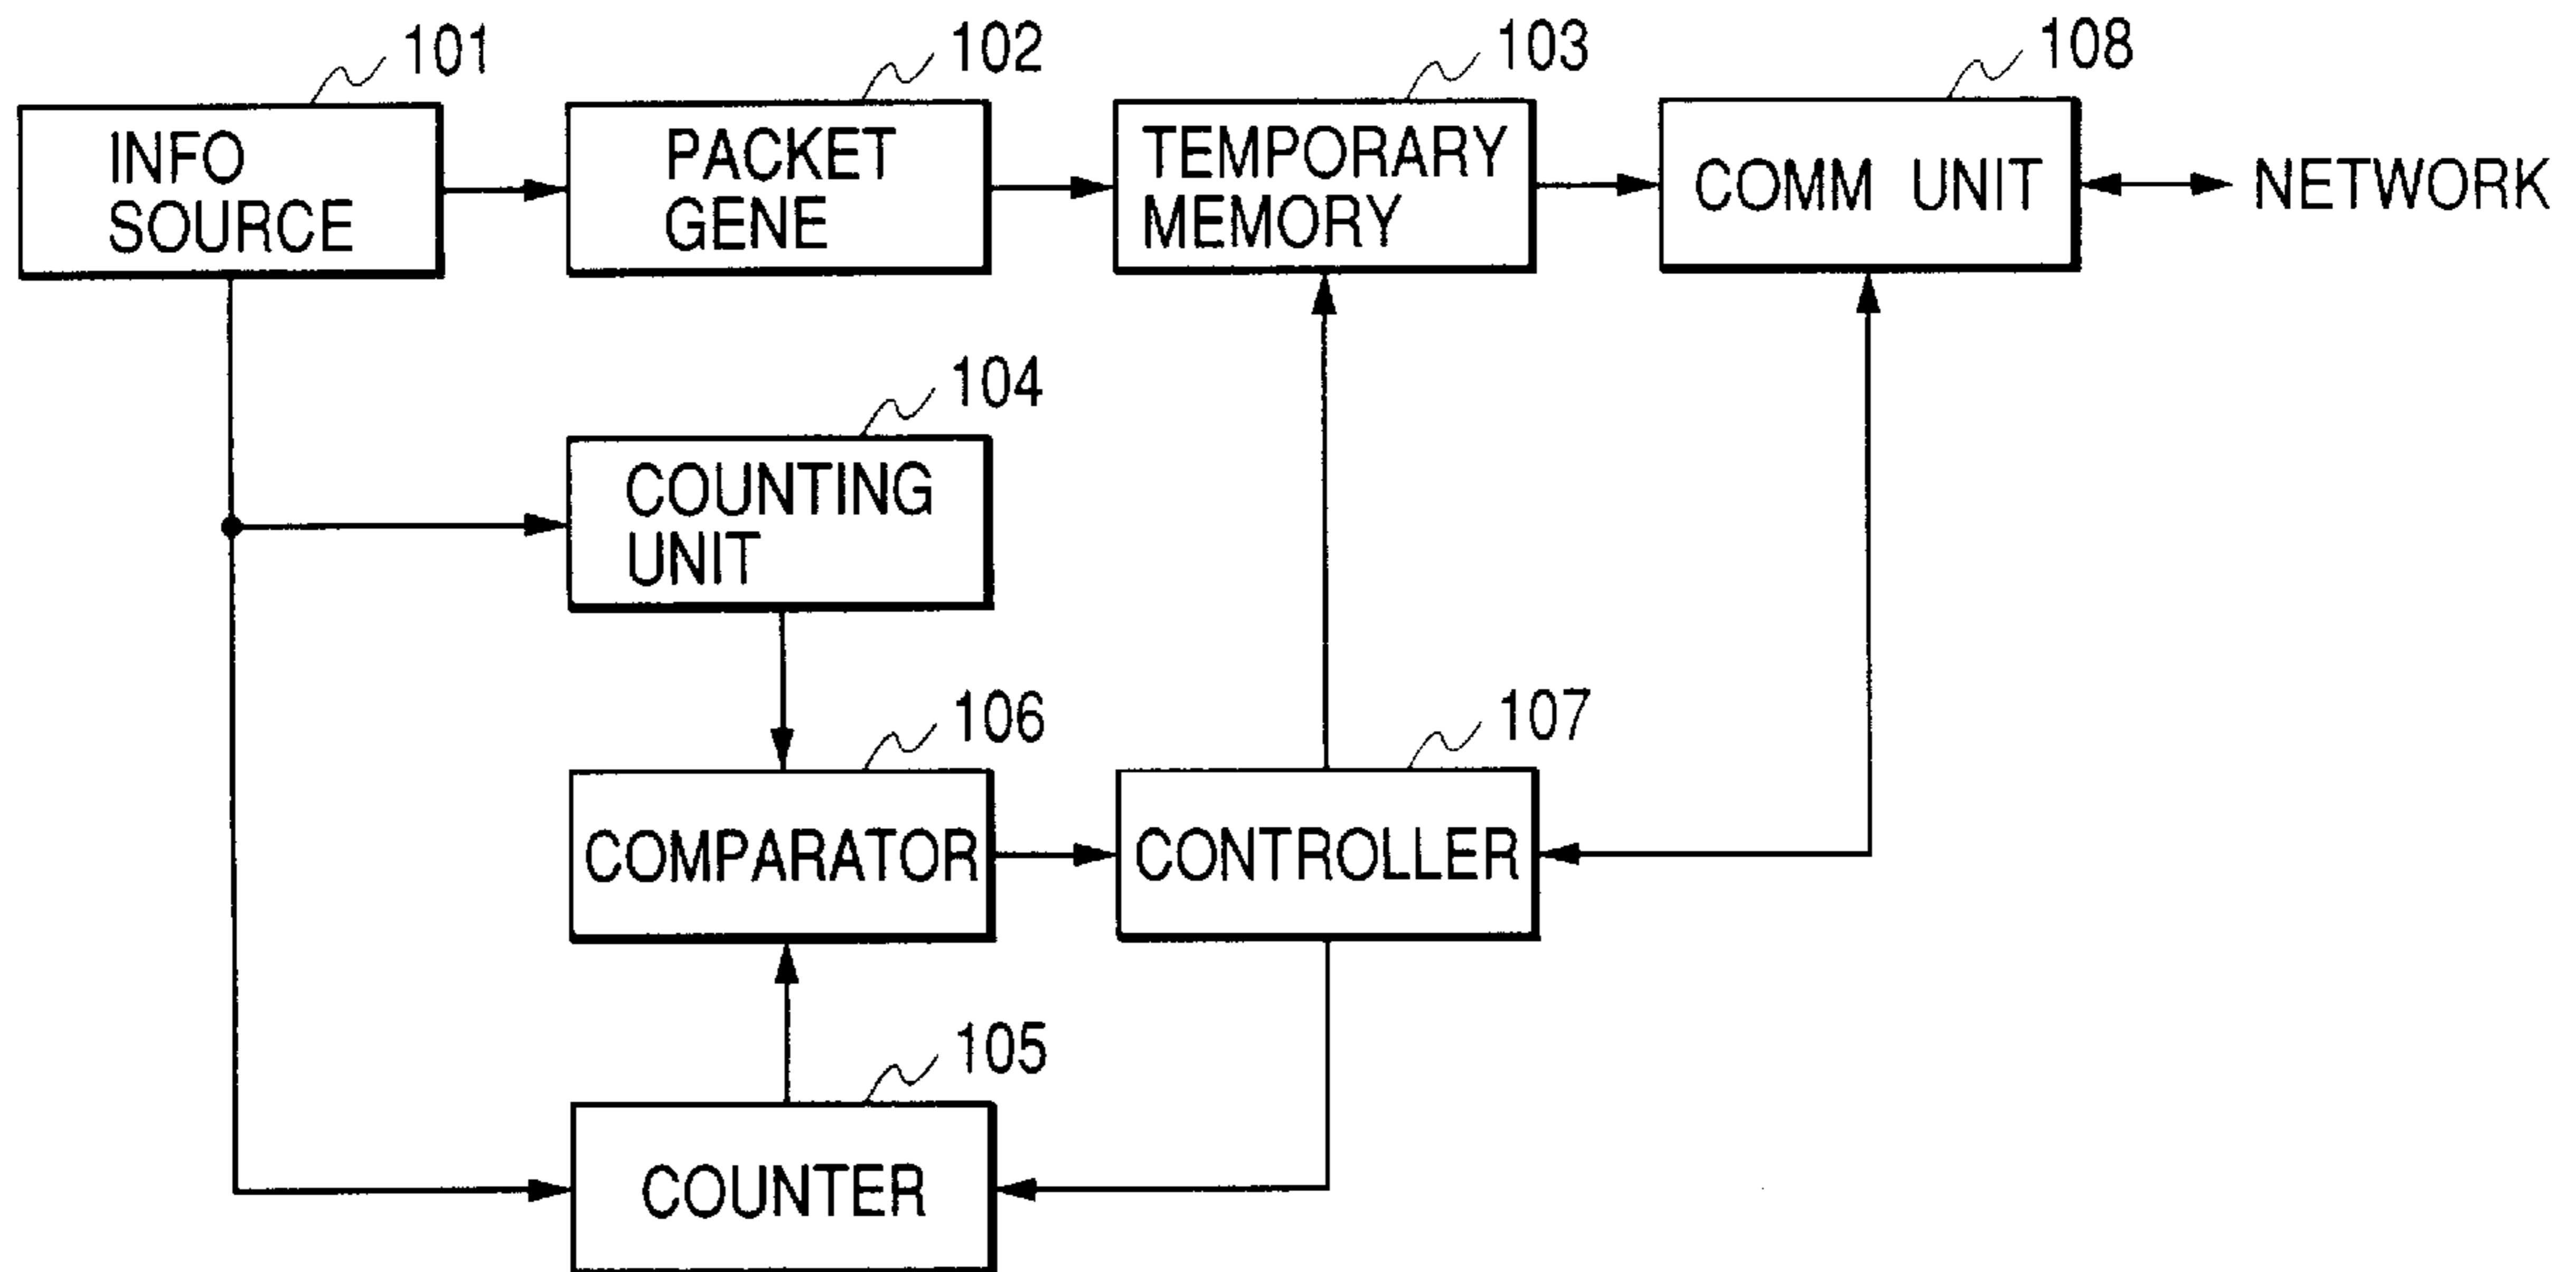 101
INFO
SOURCE
102
PACKET
GENE
103
TEMPORARY
MEMORY
108
COMM UNIT
NETWORK
104
COUNTING
UNIT
106
COMPARATOR
107
CONTROLLER
105
COUNTER